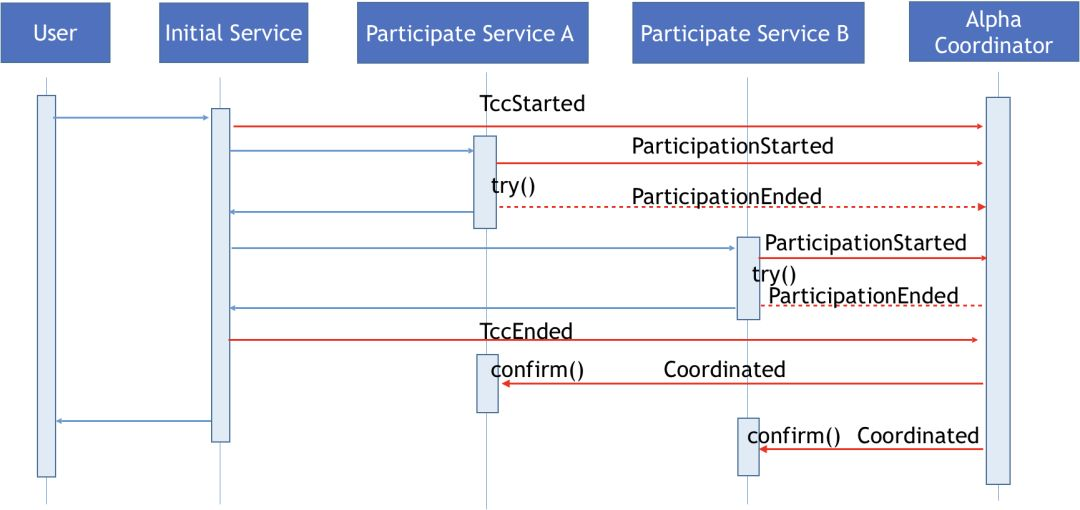 User
Initial Service
Participate Service A
Participate Service B
Alpha
Coordinator
TccStarted
ParticipationStarted
try()
ParticipationEnded
ParticipationStarted
try()
ParticipationEnded
TccEnded
confirm()
Coordinated
confirm()
Coordinated